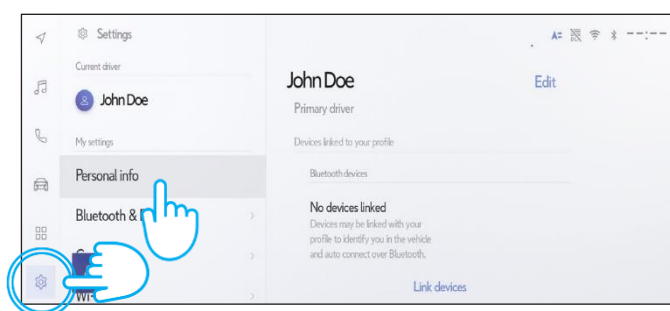 Settings
Current driver
John Doe
My settings
Personal info
Bluetooth &
John Doe
Edit
Primary driver
Devices linked to your profile
Bluetooth devices
No devices linked
Devices may be linked with your
profile to identify you in the vehicle
and auto connect over Bluetooth.
Link devices
A=
--:--